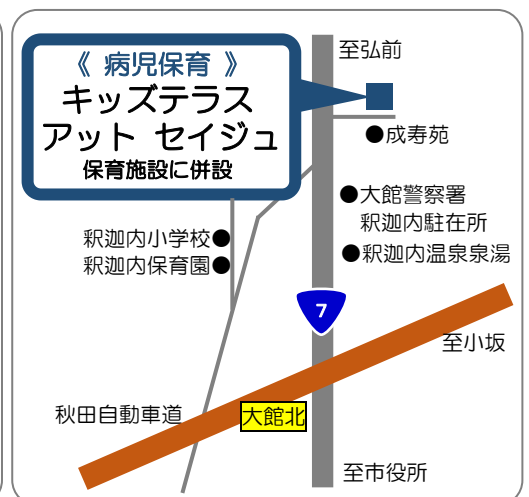 《 病児保育 》
キッズテラス
アット セイジュ
保育施設に併設
至弘前
●成寿苑
●大館警察署
釈迦内駐在所
●釈迦内温泉泉湯
釈迦内小学校●
釈迦内保育園●
7
至小坂
秋田自動車道
大館北
至市役所